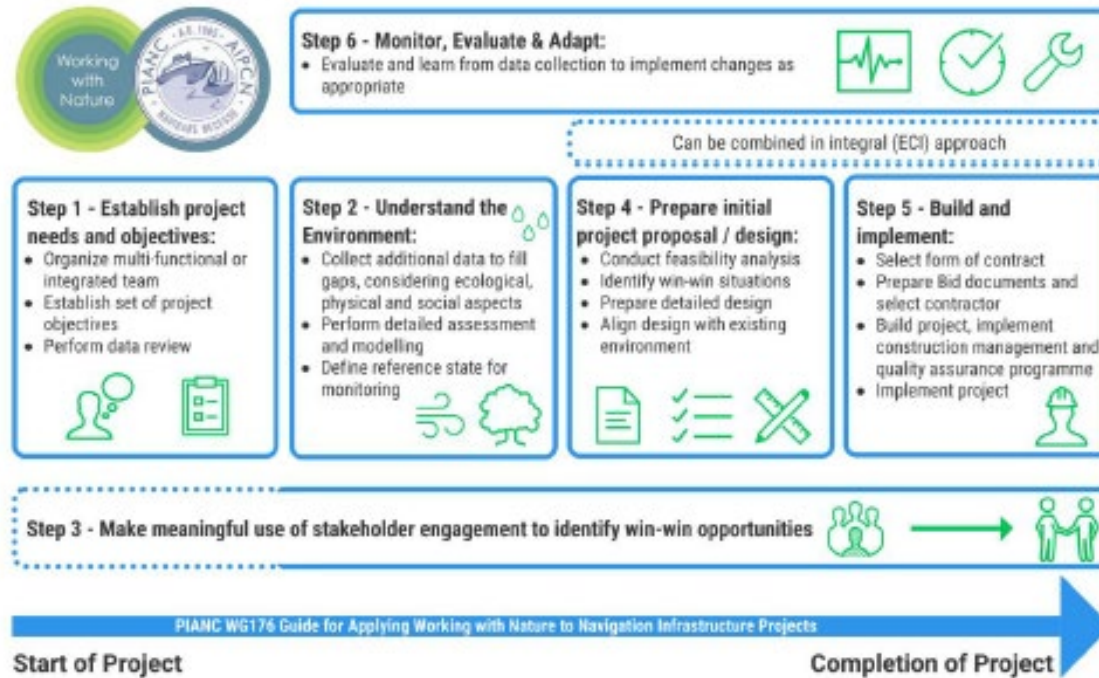 Working
with
Nature
PIANC · A.D. 1885 · AIPCN
Step 6 - Monitor, Evaluate & Adapt:
• Evaluate and learn from data collection to implement changes as
appropriate
Can be combined in integral (ECI) approach
Step 1 - Establish project
needs and objectives:
• Organize multi-functional or
integrated team
• Establish set of project
objectives
• Perform data review
Step 2 - Understand the
Environment:
• Collect additional data to fill
gaps, considering ecological,
physical and social aspects
• Perform detailed assessment
and modelling
• Define reference state for
monitoring
Step 4 - Prepare initial
project proposal / design:
• Conduct feasibility analysis
• Identify win-win situations
• Prepare detailed design
• Align design with existing
environment
Step 5 - Build and
implement:
• Select form of contract
• Prepare Bid documents and
select contractor
• Build project, implement
construction management and
quality assurance programme
• Implement project
Step 3 - Make meaningful use of stakeholder engagement to identify win-win opportunities
PIANC WG176 Guide for Applying Working with Nature to Navigation Infrastructure Projects
Start of Project
Completion of Project